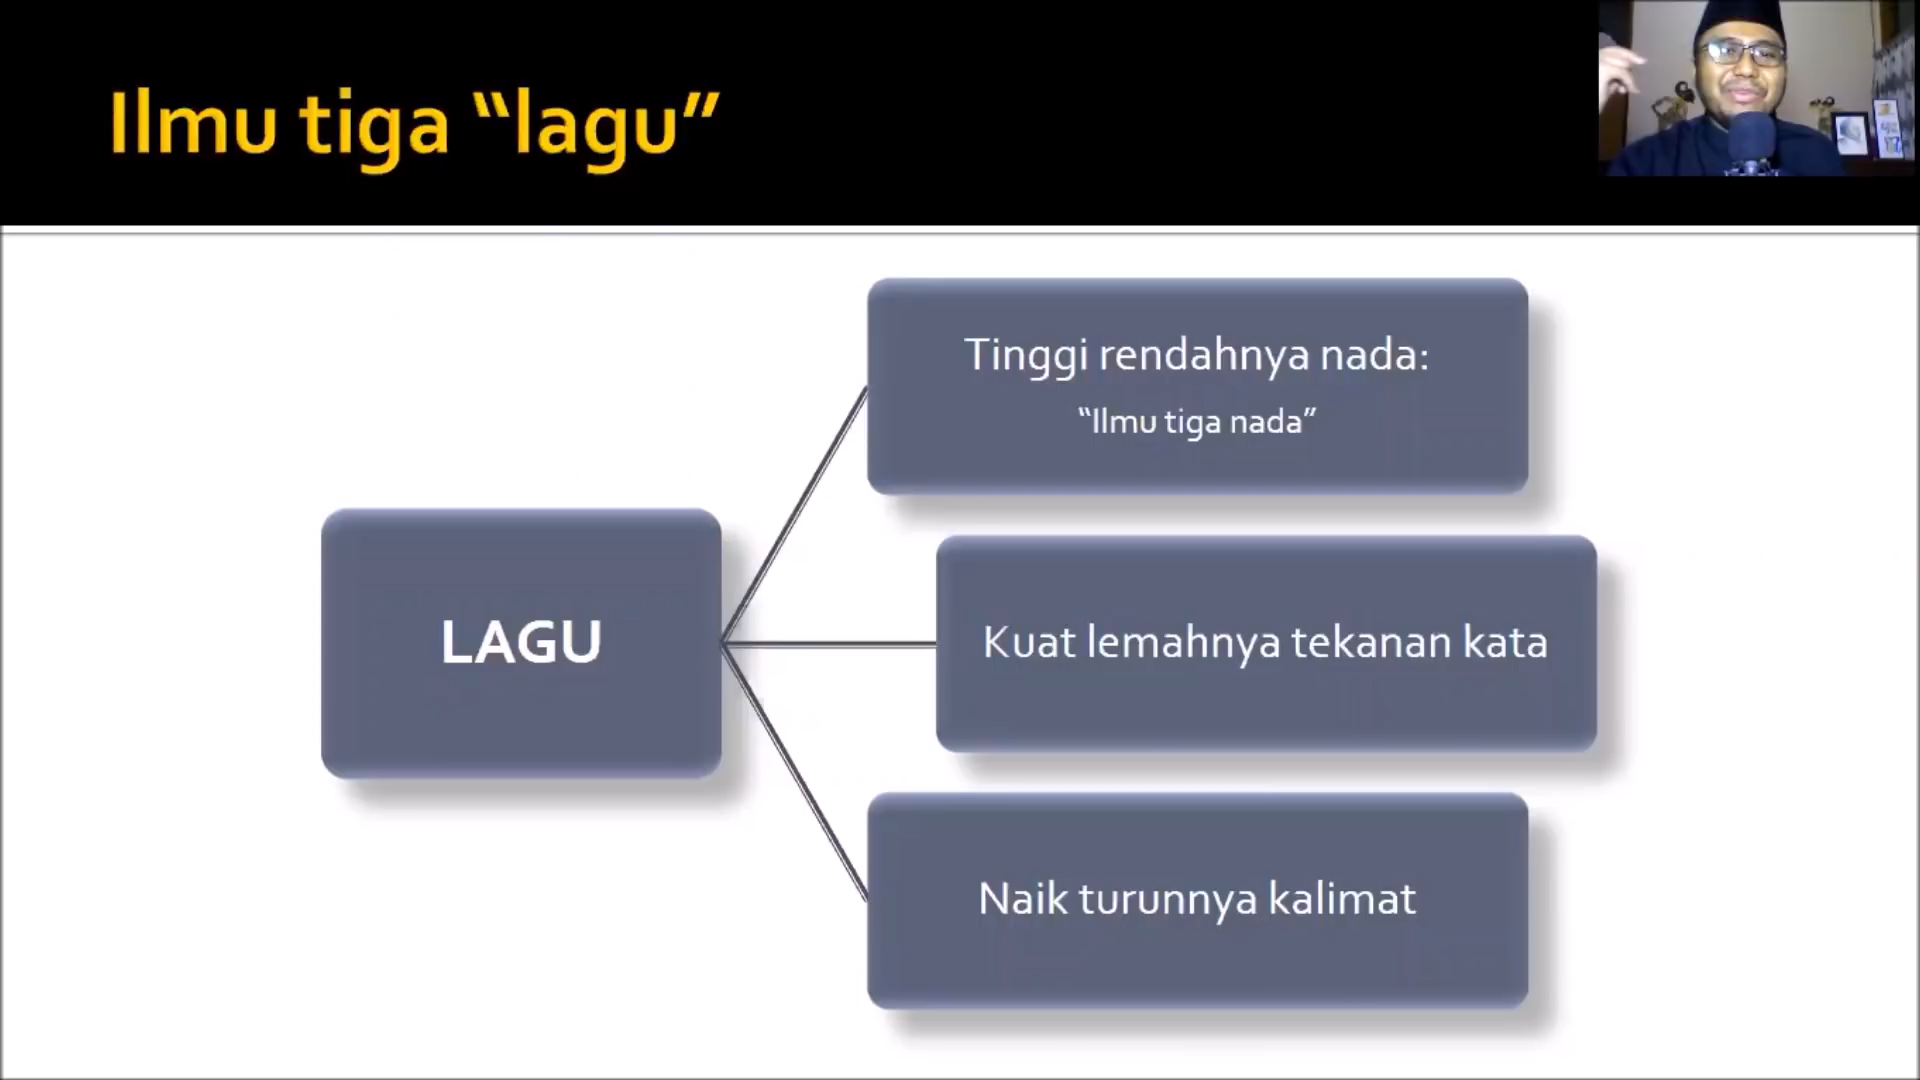 Ilmu tiga “lagu”
LAGU
Tinggi rendahnya nada:
“Ilmu tiga nada”
Kuat lemahnya tekanan kata
Naik turunnya kalimat